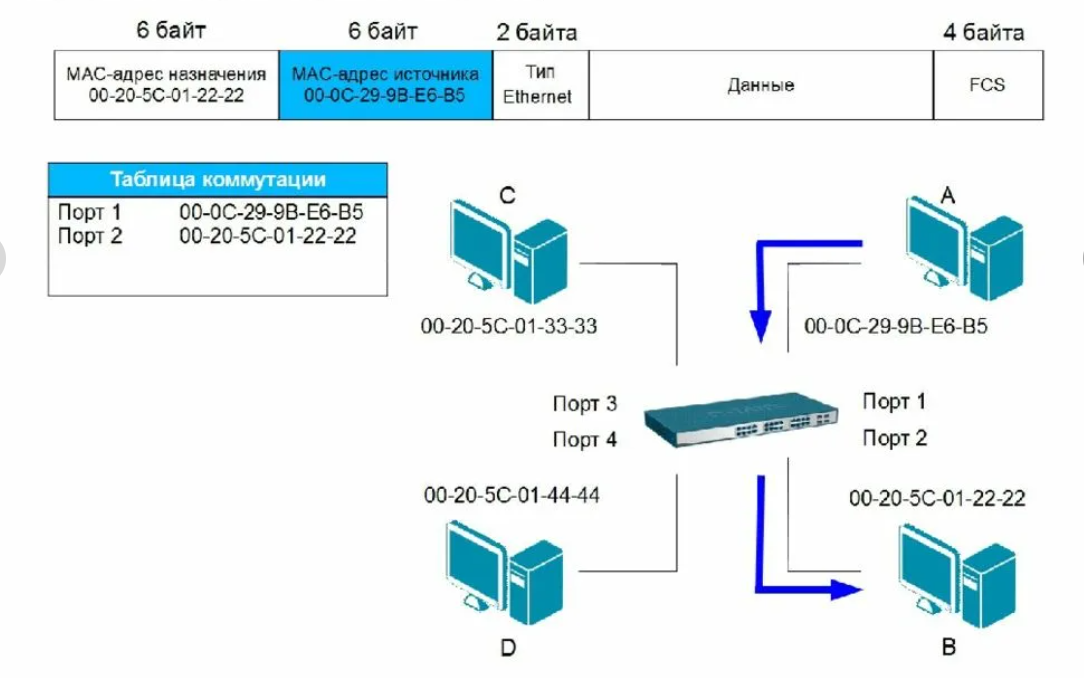 6 байт
6 байт
2 байта
4 байта
МАС-адрес назначения
00-20-5C-01-22-22
МАС-адрес источника
00-0C-29-9B-E6-B5
Тип
Ethernet
Данные
FCS
Таблица коммутации
Порт 1 00-0C-29-9B-E6-B5
Порт 2 00-20-5C-01-22-22
C
A
00-20-5C-01-33-33
00-0C-29-9B-E6-B5
Порт 3
Порт 1
Порт 4
Порт 2
00-20-5C-01-44-44
00-20-5C-01-22-22
D
B